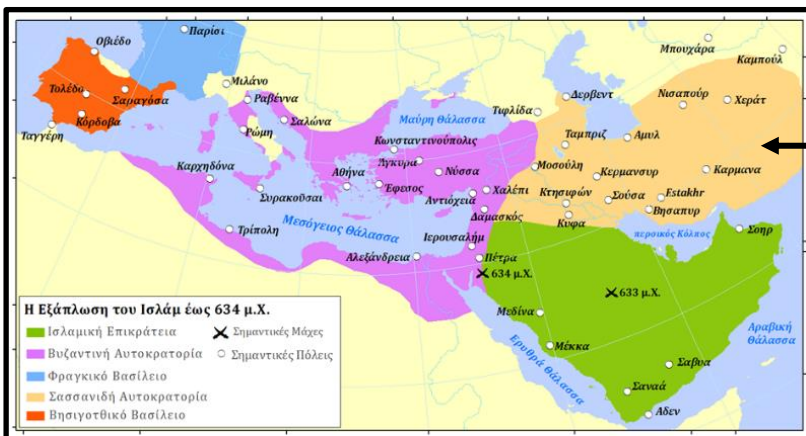 Οβιέδο
Παρίσι
Μπουχάρα
Καμπούλ
Μιλάνο
Τολέδο
Σαραγόσα
Ραβέννα
Δερβεντ
Νισαπούρ
Χεράτ
Κόρδοβα
Σαλώνα
Μαύρη Θάλασσα
Τιφλίδα
Ταγγέρη
Ρώμη
Κωνσταντινούπολις
Ταμπριζ
Αμυλ
Άγκυρα
Καρχηδόνα
Αθήνα
Νύσσα
Μοσούλη
Κερμανσυρ
Καρμανα
Συρακούσαι
Έφεσος
Χαλέπι
Αντιόχεια
Κτησιφών
Σούσα
Estakhr
Δαμασκός
Βησαπυρ
Κυφα
Μεσόγειος Θάλασσα
Τρίπολη
Ιερουσαλήμ
περσικός Κόλπος
Σοηρ
Αλεξάνδρεια
Πέτρα
634 μ.Χ.
633 μ.Χ.
Μεδίνα
Μέκκα
Ερυθρά Θάλασσα
Αραβική
Θάλασσα
Σαβυα
Σαναά
Αδεν
Η Εξάπλωση του Ισλάμ έως 634 μ.Χ.
Ισλαμική Επικράτεια
Σημαντικές Μάχες
Βυζαντινή Αυτοκρατορία
Σημαντικές Πόλεις
Φραγκικό Βασίλειο
Σασσανιδή Αυτοκρατορία
Βησιγοτθικό Βασίλειο